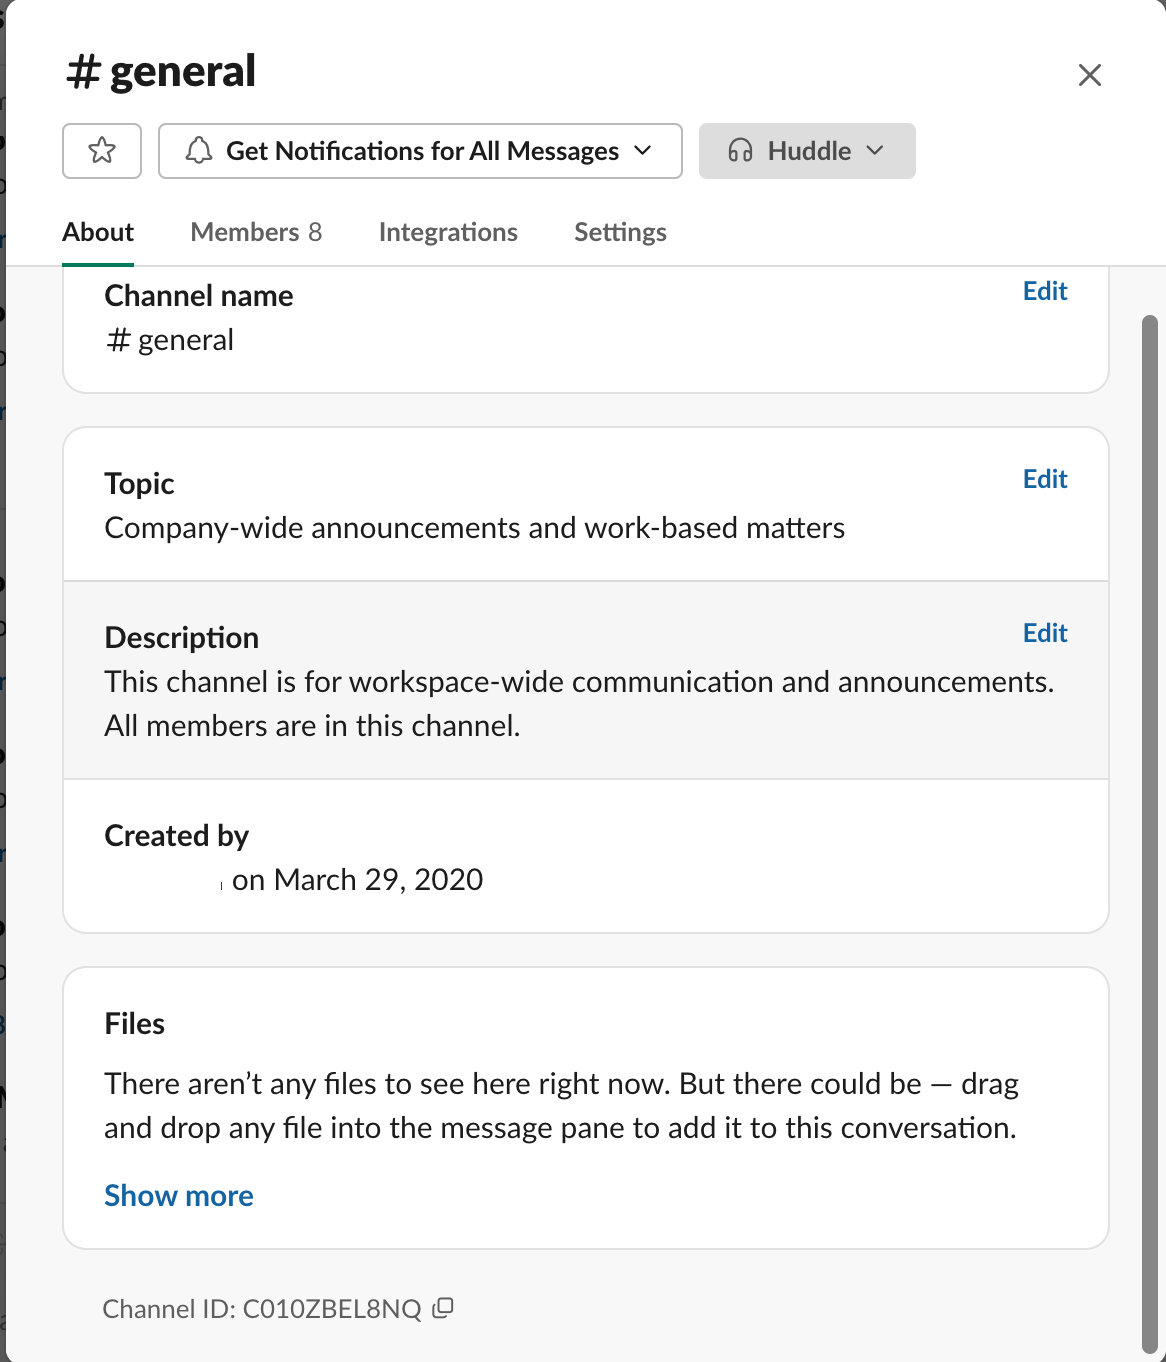 # general
Get Notifications for All Messages
Huddle
About Members 8 Integrations Settings
Channel name Edit
# general
Topic Edit
Company-wide announcements and work-based matters
Description Edit
This channel is for workspace-wide communication and announcements.
All members are in this channel.
Created by
on March 29, 2020
Files
There aren’t any files to see here right now. But there could be — drag
and drop any file into the message pane to add it to this conversation.
Show more
Channel ID: C010ZBEL8NQ